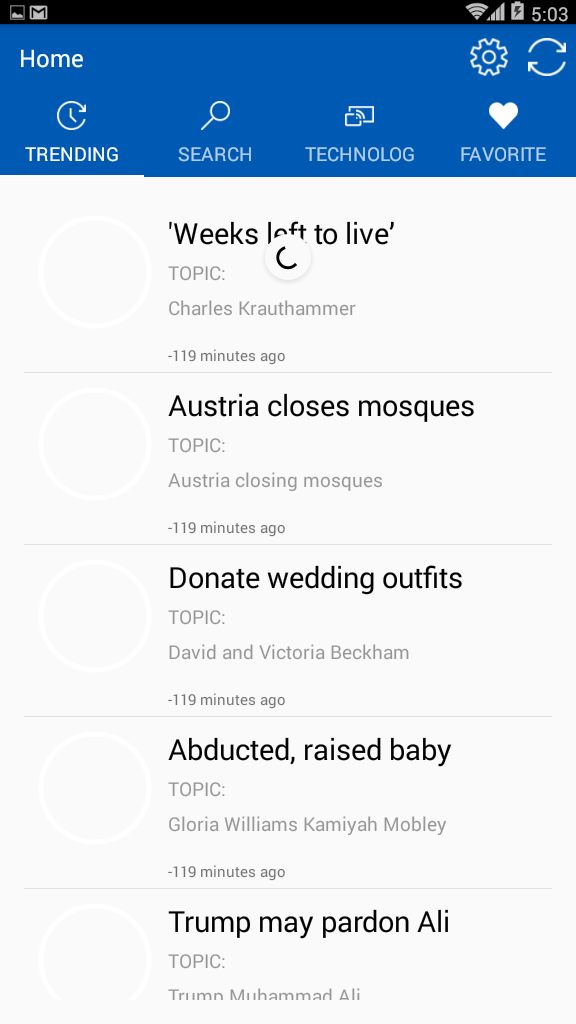 5:03
Home
TRENDING SEARCH TECHNOLOG FAVORITE
'Weeks left to live’
TOPIC:
Charles Krauthammer
-119 minutes ago
Austria closes mosques
TOPIC:
Austria closing mosques
-119 minutes ago
Donate wedding outfits
TOPIC:
David and Victoria Beckham
-119 minutes ago
Abducted, raised baby
TOPIC:
Gloria Williams Kamiyah Mobley
-119 minutes ago
Trump may pardon Ali
TOPIC:
Trump Muhammad Ali